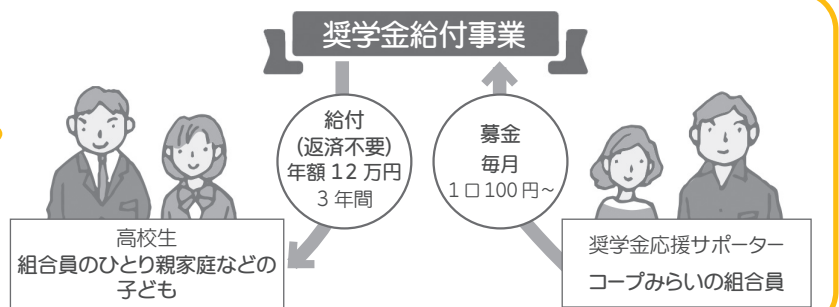 奨学金給付事業
給付
(返済不要)
年額 12 万円
3 年間
募金
毎月
1口100円~
高校生
組合員のひとり親家庭などの
子ども
奨学金応援サポーター
コープみらいの組合員